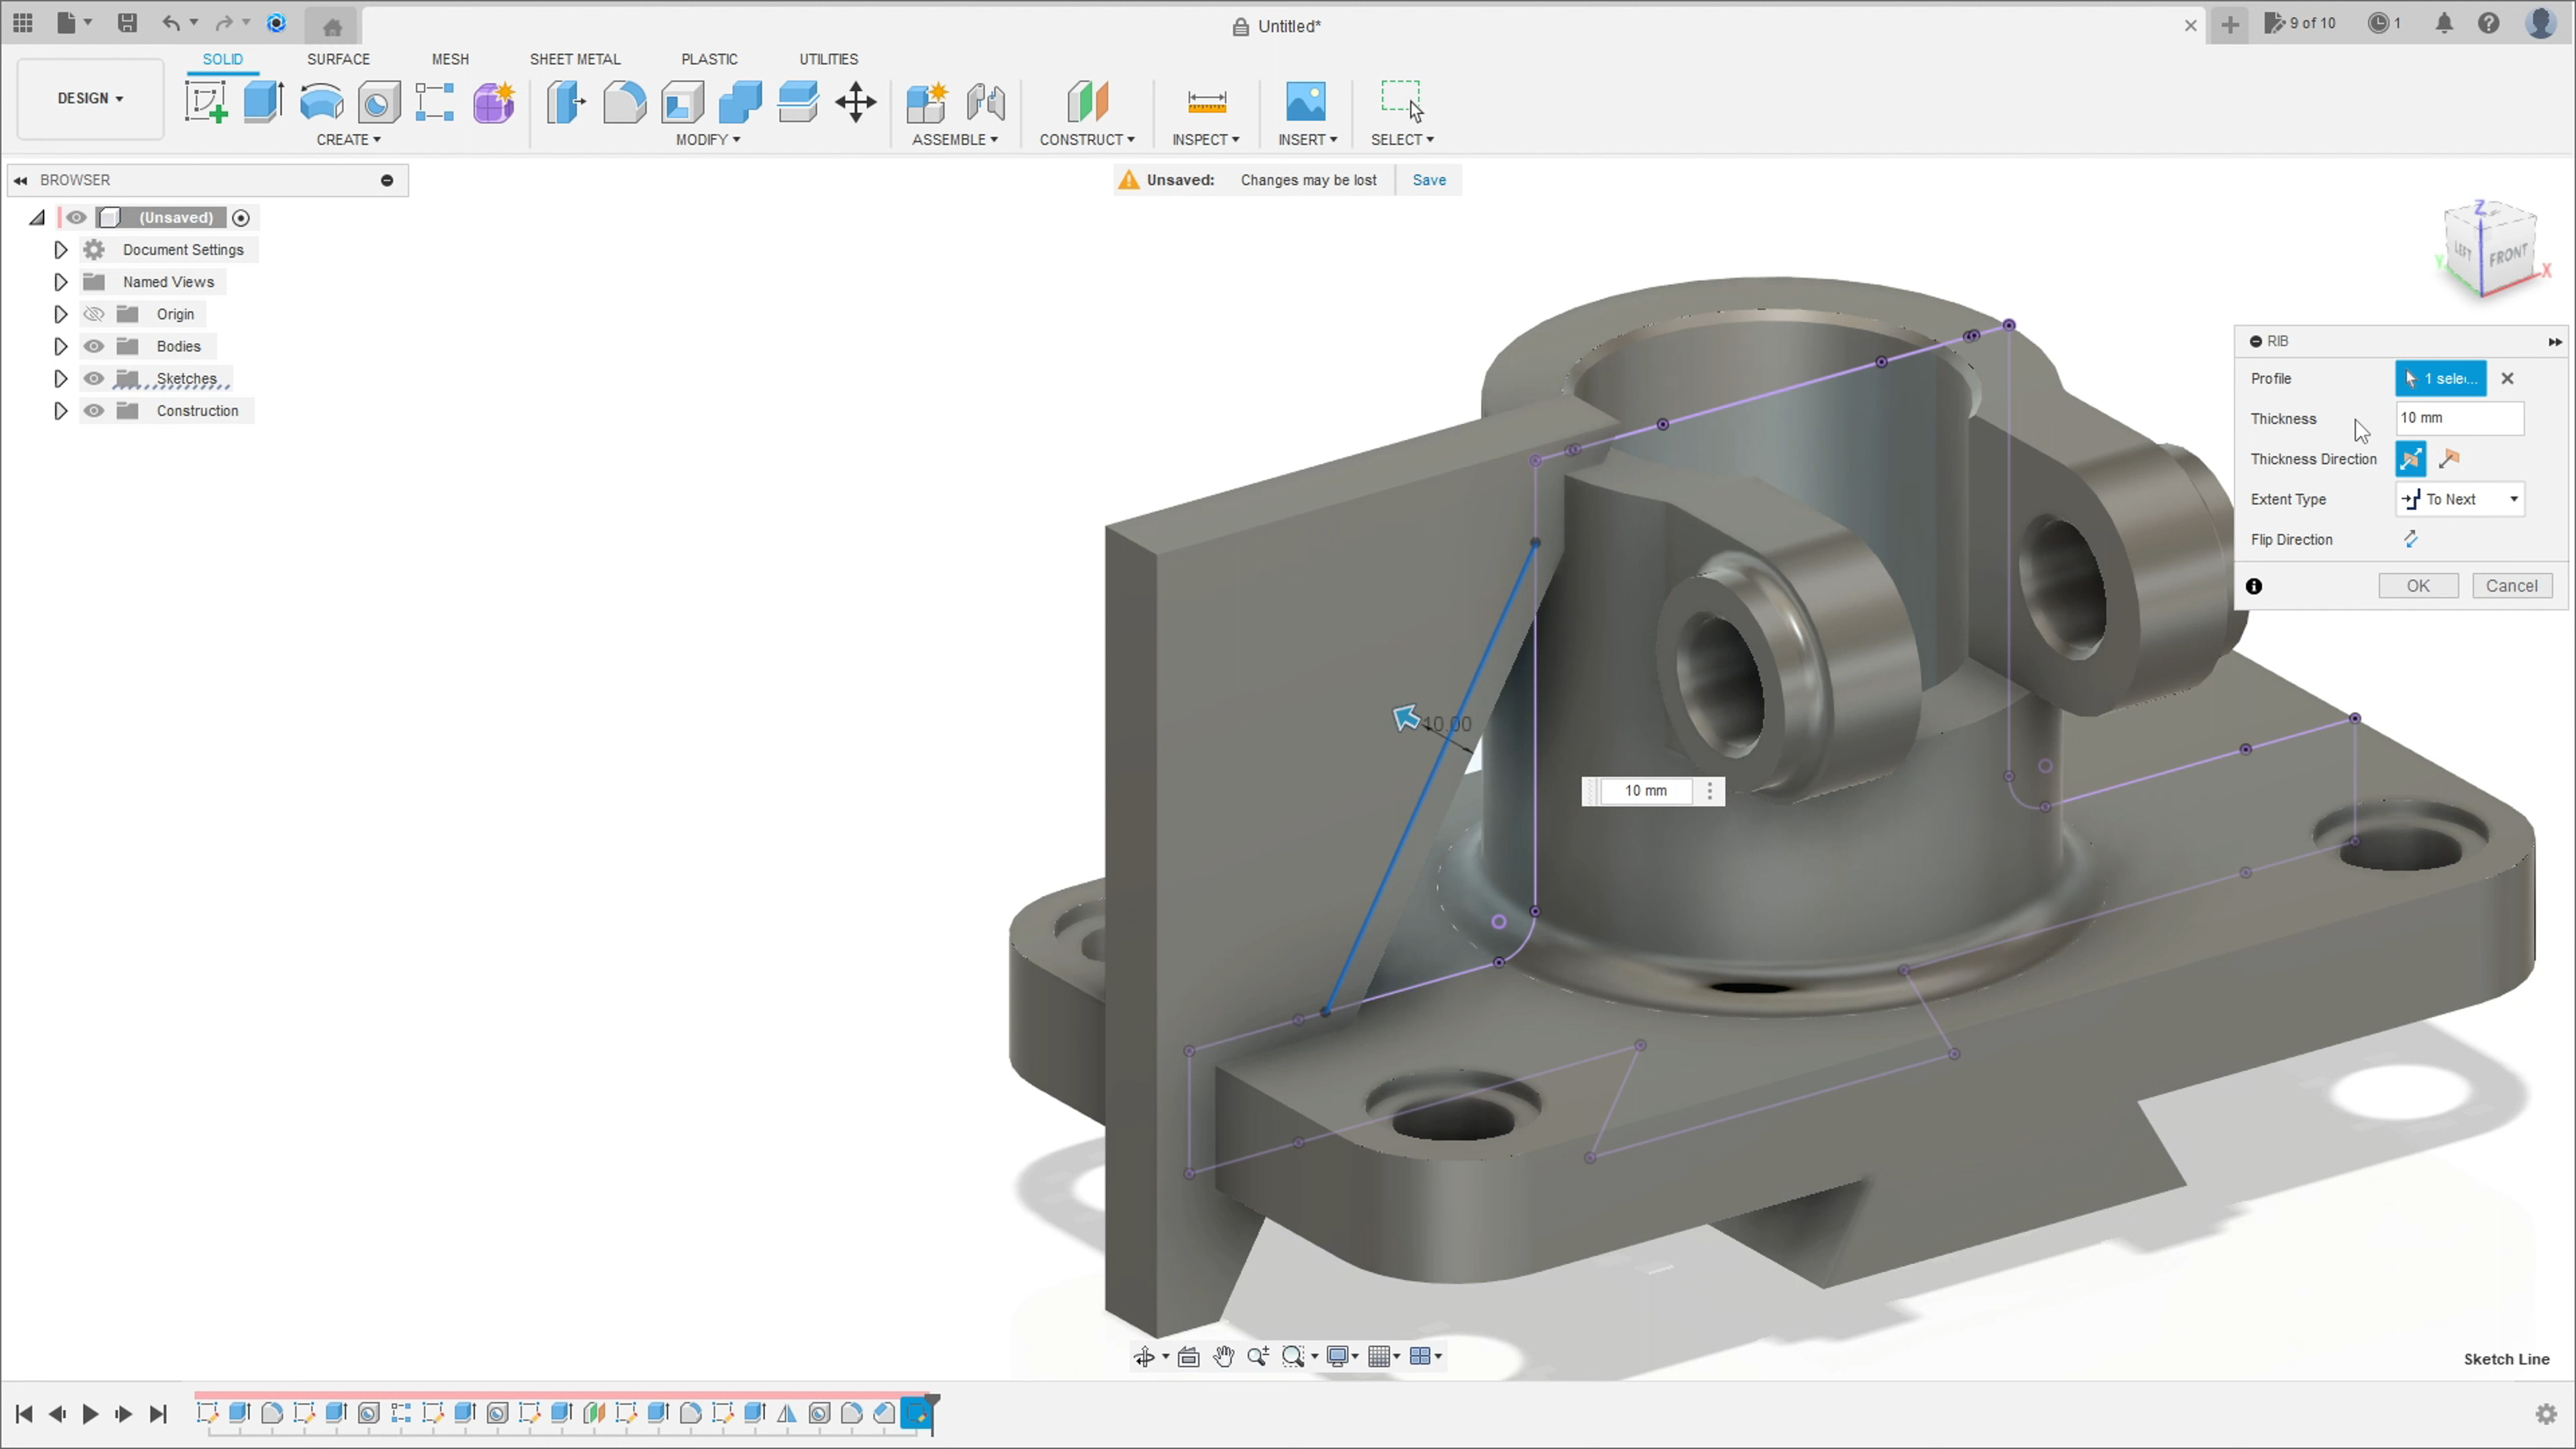 Untitled*
9 of 10
1
DESIGN
SOLID
SURFACE
MESH
SHEET METAL
PLASTIC
UTILITIES
CREATE
MODIFY
ASSEMBLE
CONSTRUCT
INSPECT
INSERT
SELECT
BROWSER
Unsaved: Changes may be lost Save
(Unsaved)
Document Settings
Named Views
Origin
Bodies
Sketches
Construction
Z
LEFT
FRONT
Y
X
RIB
Profile 1 selec...
Thickness 10 mm
Thickness Direction
Extent Type To Next
Flip Direction
OK Cancel
10.00
10 mm
Sketch Line